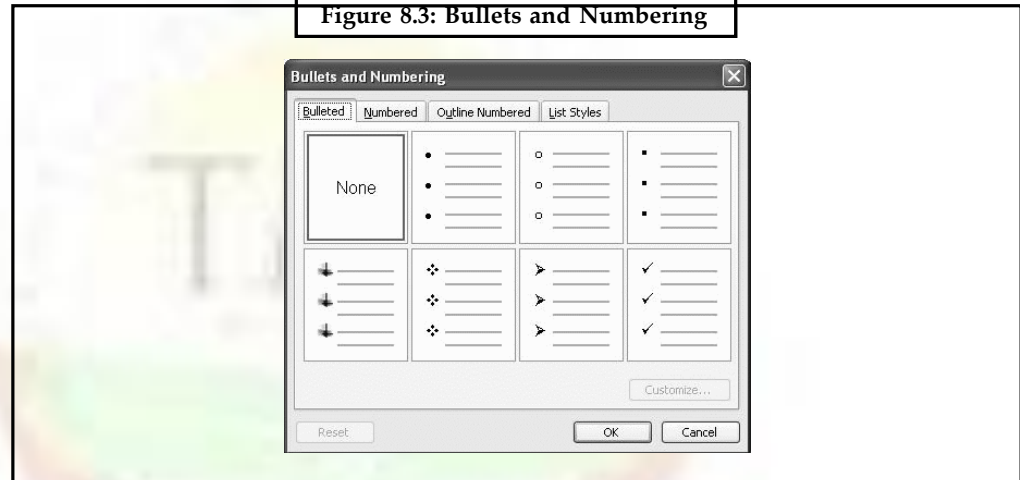 Figure 8.3: Bullets and Numbering
Bullets and Numbering
Bulleted Numbered Outline Numbered List Styles
None
Customize...
Reset OK Cancel